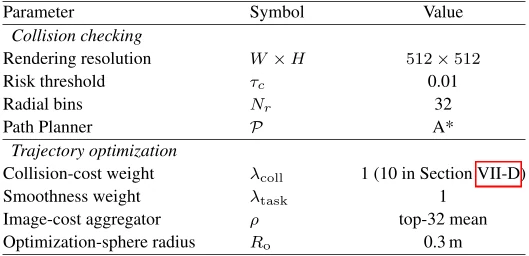 Parameter Symbol Value
Collision checking
Rendering resolution W × H 512 × 512
Risk threshold τc 0.01
Radial bins Nr 32
Path Planner P A*
Trajectory optimization
Collision-cost weight λcoll 1 (10 in Section VII-D)
Smoothness weight λtask 1
Image-cost aggregator ρ top-32 mean
Optimization-sphere radius Ro 0.3 m